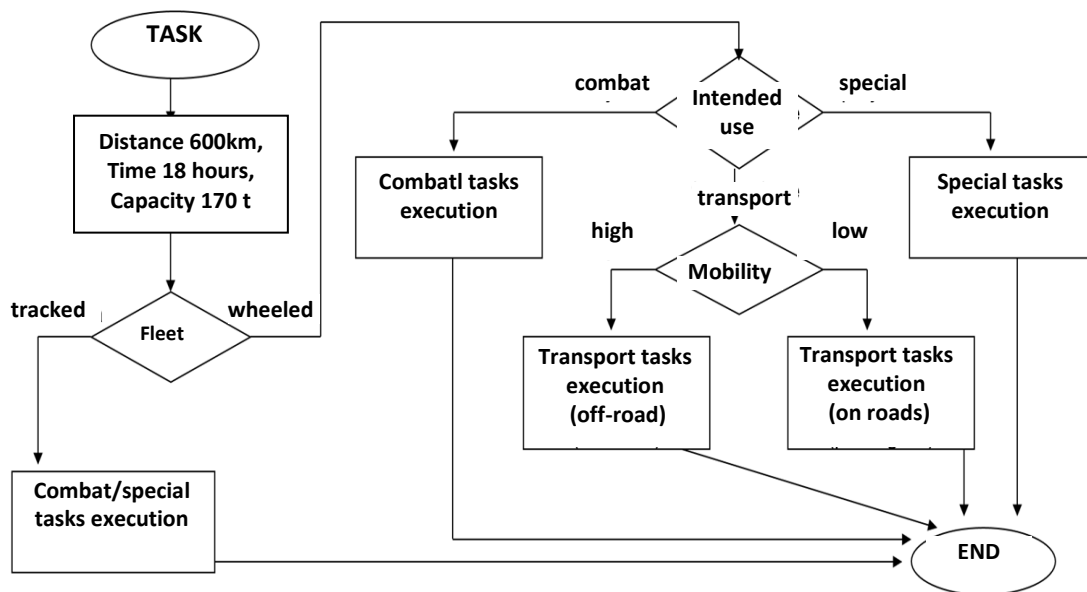 TASK
Distance 600km,
Time 18 hours,
Capacity 170 t
tracked
wheeled
Fleet
Combat/special
tasks execution
combat
special
Intended
use
Combatl tasks
execution
transport
Special tasks
execution
high
low
Mobility
Transport tasks
execution
(off-road)
Transport tasks
execution
(on roads)
END